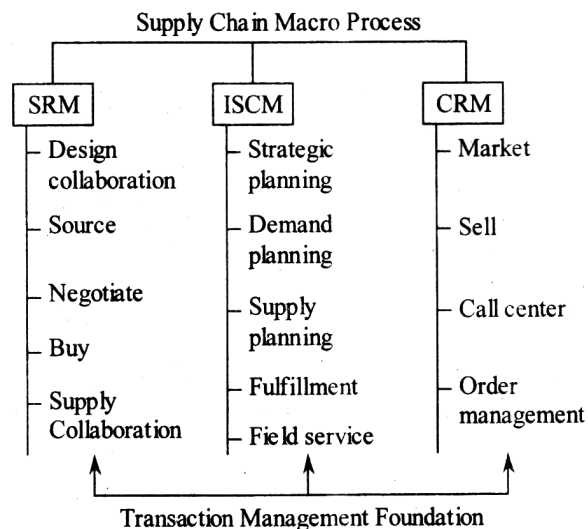 Supply Chain Macro Process
SRM
Design
collaboration
Source
Negotiate
Buy
Supply
Collaboration
ISCM
Strategic
planning
Demand
planning
Supply
planning
Fulfillment
Field service
CRM
Market
Sell
Call center
Order
management
Transaction Management Foundation